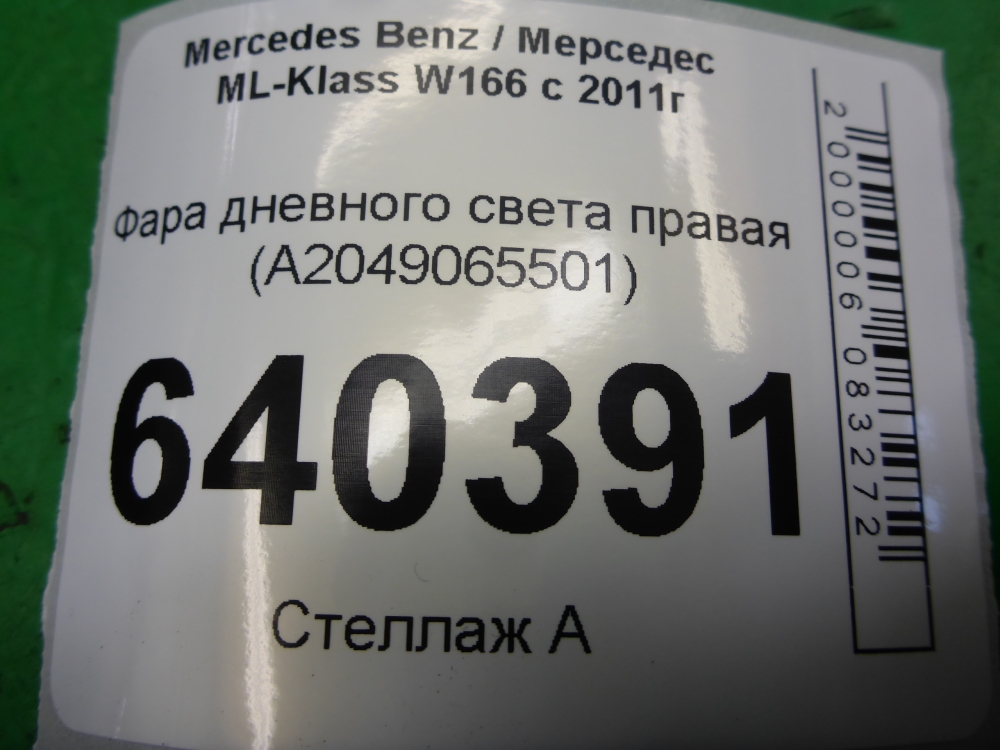 Mercedes Benz / Мерседес
ML-Klass W166 с 2011г
Фара дневного света правая
(A2049065501)
640391
Стеллаж А
2000006083272